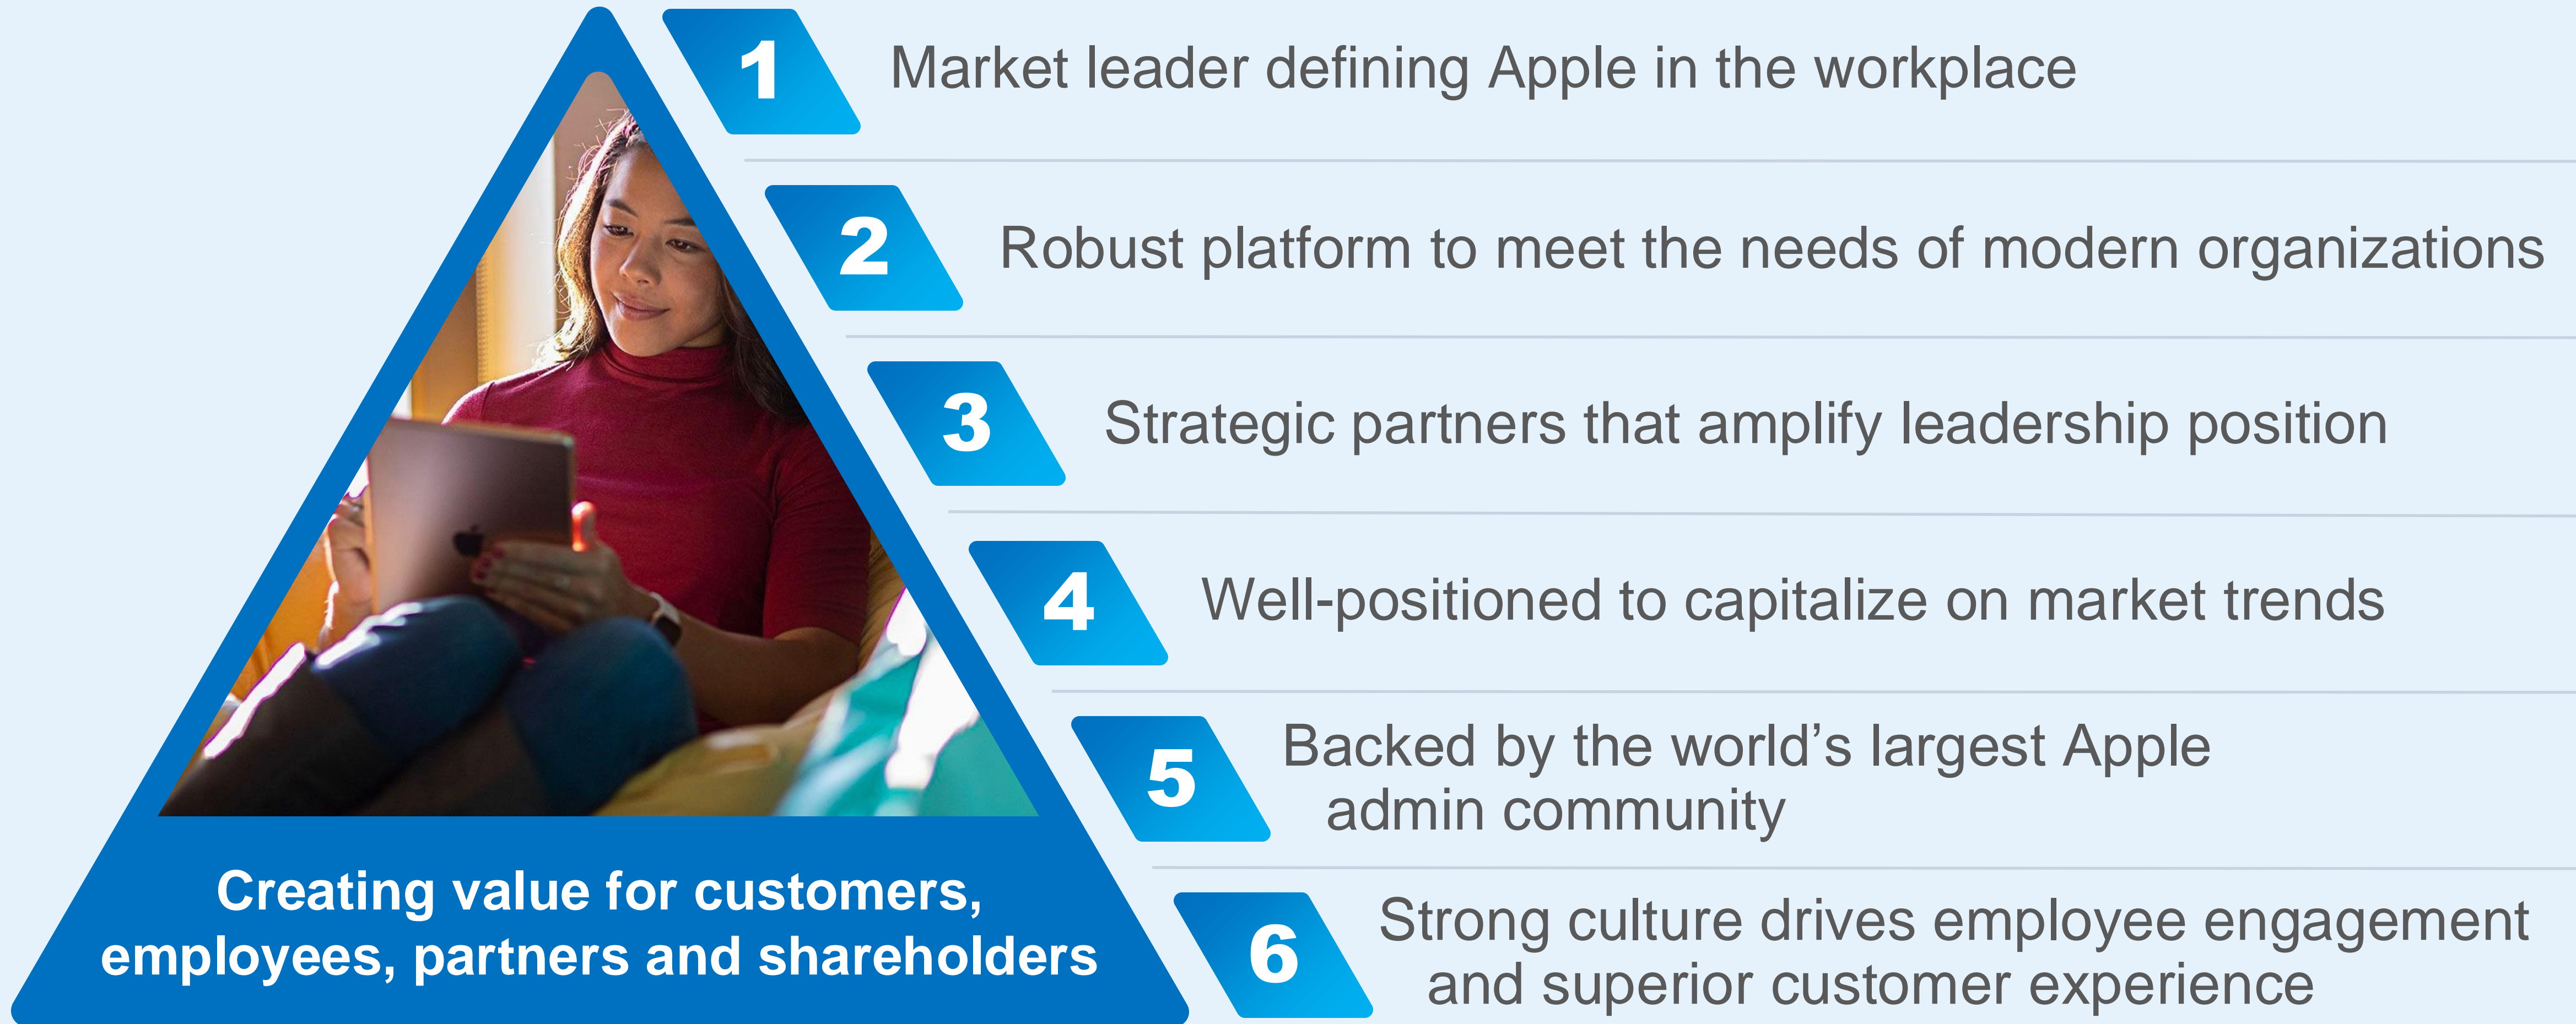 1
Market leader defining Apple in the workplace
2
Robust platform to meet the needs of modern organizations
3
Strategic partners that amplify leadership position
4
Well-positioned to capitalize on market trends
5
Backed by the world’s largest Apple
admin community
6
Strong culture drives employee engagement
and superior customer experience
Creating value for customers,
employees, partners and shareholders